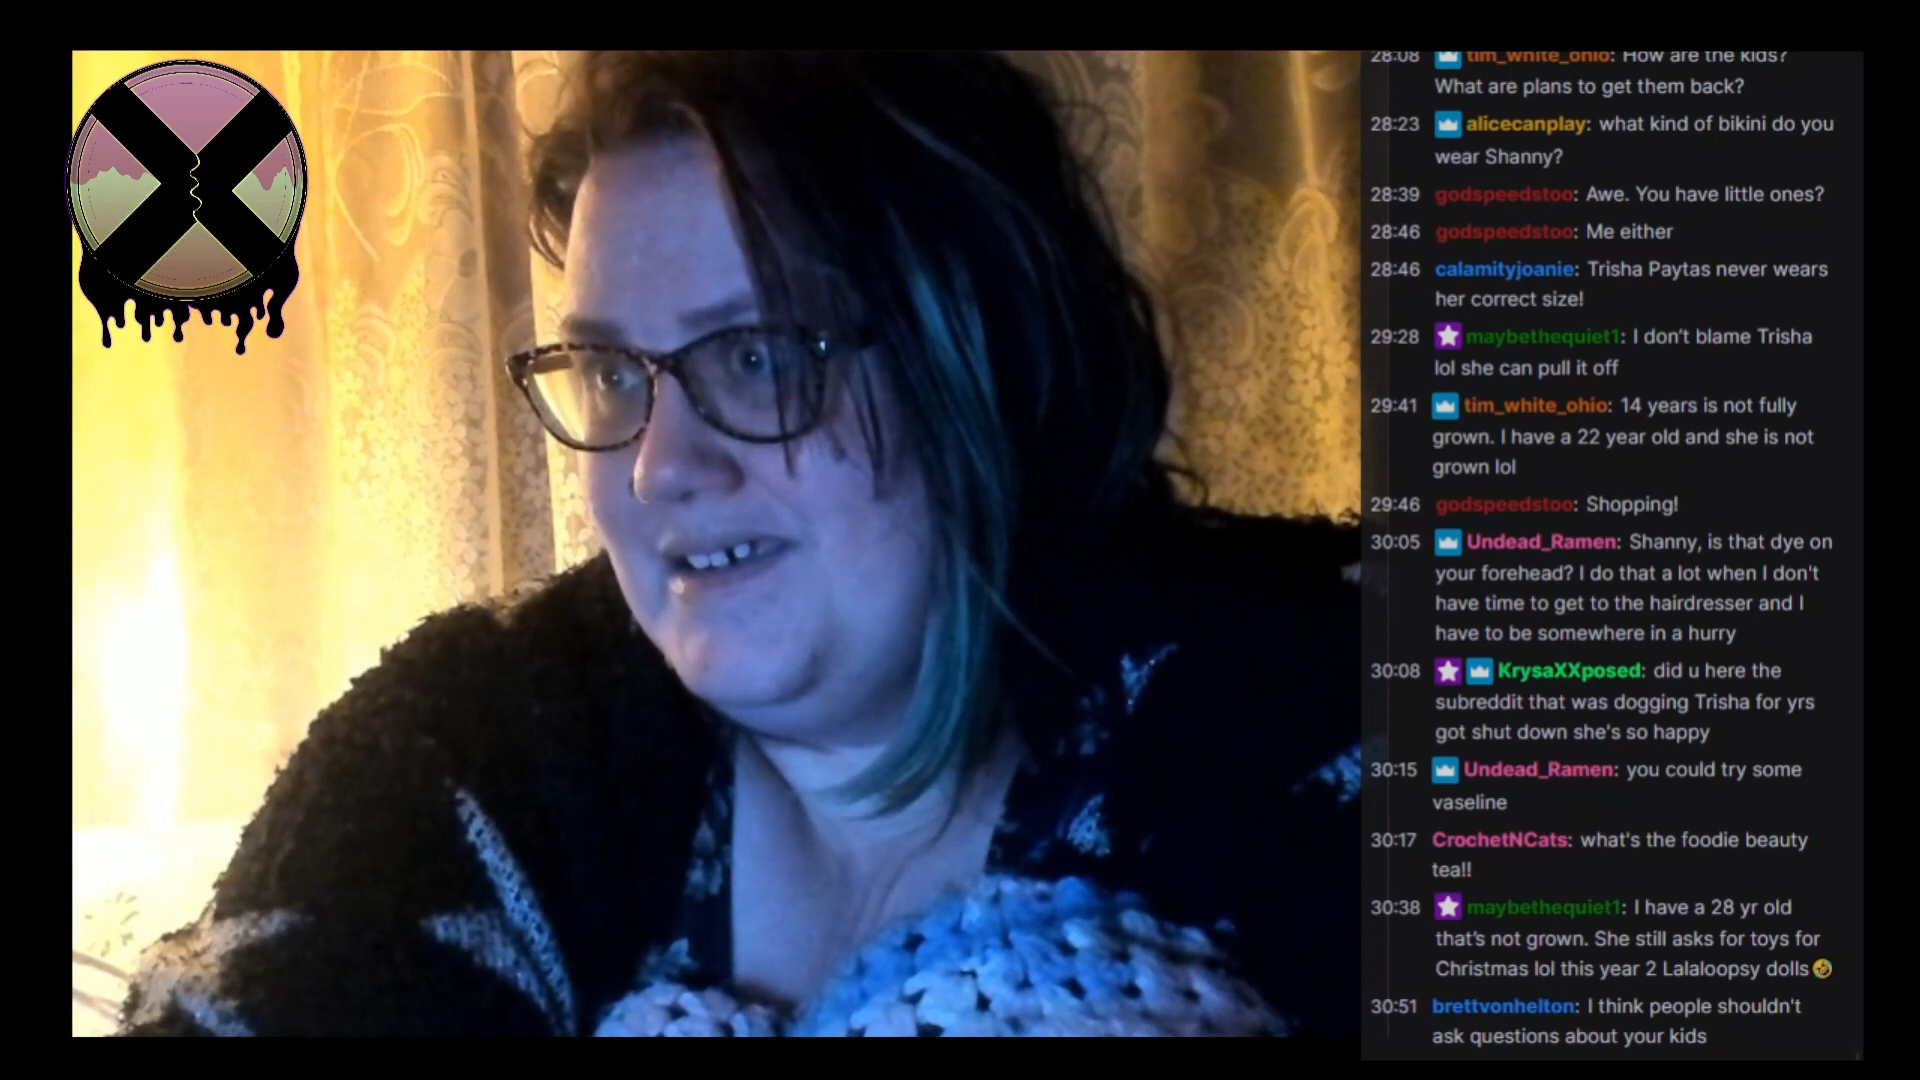 28:08 tim_white_ohio: How are the kids?
What are plans to get them back?
28:23 alicecanplay: what kind of bikini do you
wear Shanny?
28:39 godspeedstoo: Awe. You have little ones?
28:46 godspeedstoo: Me either
28:46 calamityjoanie: Trisha Paytas never wears
her correct size!
29:28 maybethequiet1: I don't blame Trisha
lol she can pull it off
29:41 tim_white_ohio: 14 years is not fully
grown. I have a 22 year old and she is not
grown lol
29:46 godspeedstoo: Shopping!
30:05 Undead_Ramen: Shanny, is that dye on
your forehead? I do that a lot when I don't
have time to get to the hairdresser and I
have to be somewhere in a hurry
30:08 KrysaXXposed: did u here the
subreddit that was dogging Trisha for yrs
got shut down she's so happy
30:15 Undead_Ramen: you could try some
vaseline
30:17 CrochetNCats: what's the foodie beauty
tea!!
30:38 maybethequiet1: I have a 28 yr old
that's not grown. She still asks for toys for
Christmas lol this year 2 Lalaloopsy dolls🤣
30:51 brettvonhelton: I think people shouldn't
ask questions about your kids